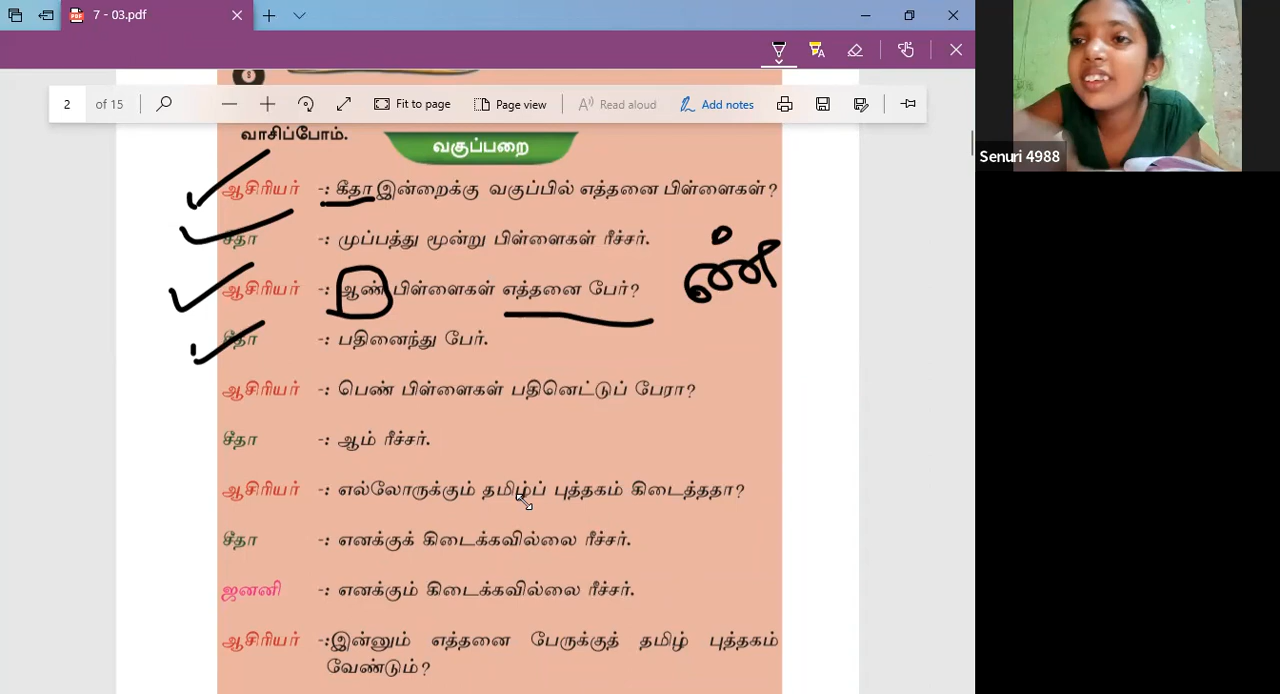 7 - 03.pdf
2 of 15
Fit to page
Page view
Read aloud
Add notes
Senuri 4988
வாசிப்போம்.
வகுப்பறை
ஆசிரியர் -: கீதா இன்றைக்கு வகுப்பில் எத்தனை பிள்ளைகள்?
சீதா -: முப்பத்து மூன்று பிள்ளைகள் ரீச்சர்.
ஆசிரியர் -: ஆண் பிள்ளைகள் எத்தனை பேர்?
ண்
சீதா -: பதினைந்து பேர்.
ஆசிரியர் -: பெண் பிள்ளைகள் பதினெட்டுப் பேரா?
சீதா -: ஆம் ரீச்சர்.
ஆசிரியர் -: எல்லோருக்கும் தமிழ்ப் புத்தகம் கிடைத்ததா?
சீதா -: எனக்குக் கிடைக்கவில்லை ரீச்சர்.
ஜனனி -: எனக்கும் கிடைக்கவில்லை ரீச்சர்.
ஆசிரியர் -:இன்னும் எத்தனை பேருக்குத் தமிழ் புத்தகம்
வேண்டும்?